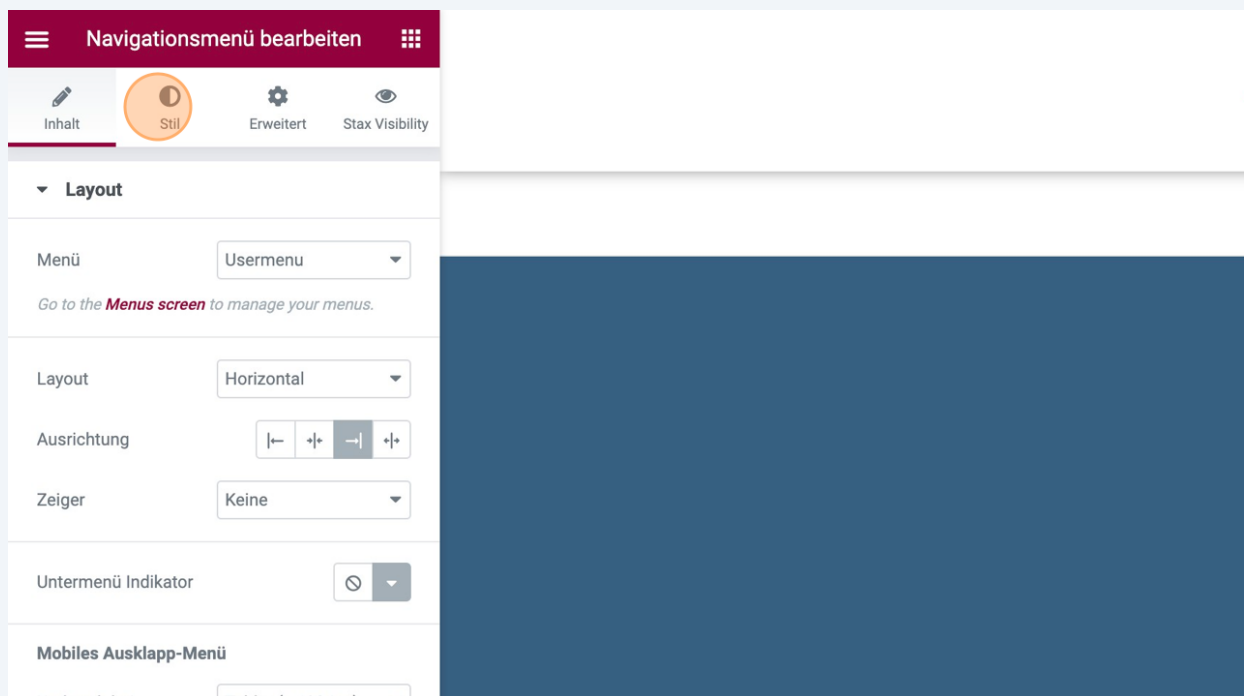 Navigationsmenü bearbeiten
Inhalt Stil Erweitert Stax Visibility
Layout
Menü Usermenu
Go to the Menus screen to manage your menus.
Layout Horizontal
Ausrichtung
Zeiger Keine
Untermenü Indikator
Mobiles Ausklapp-Menü